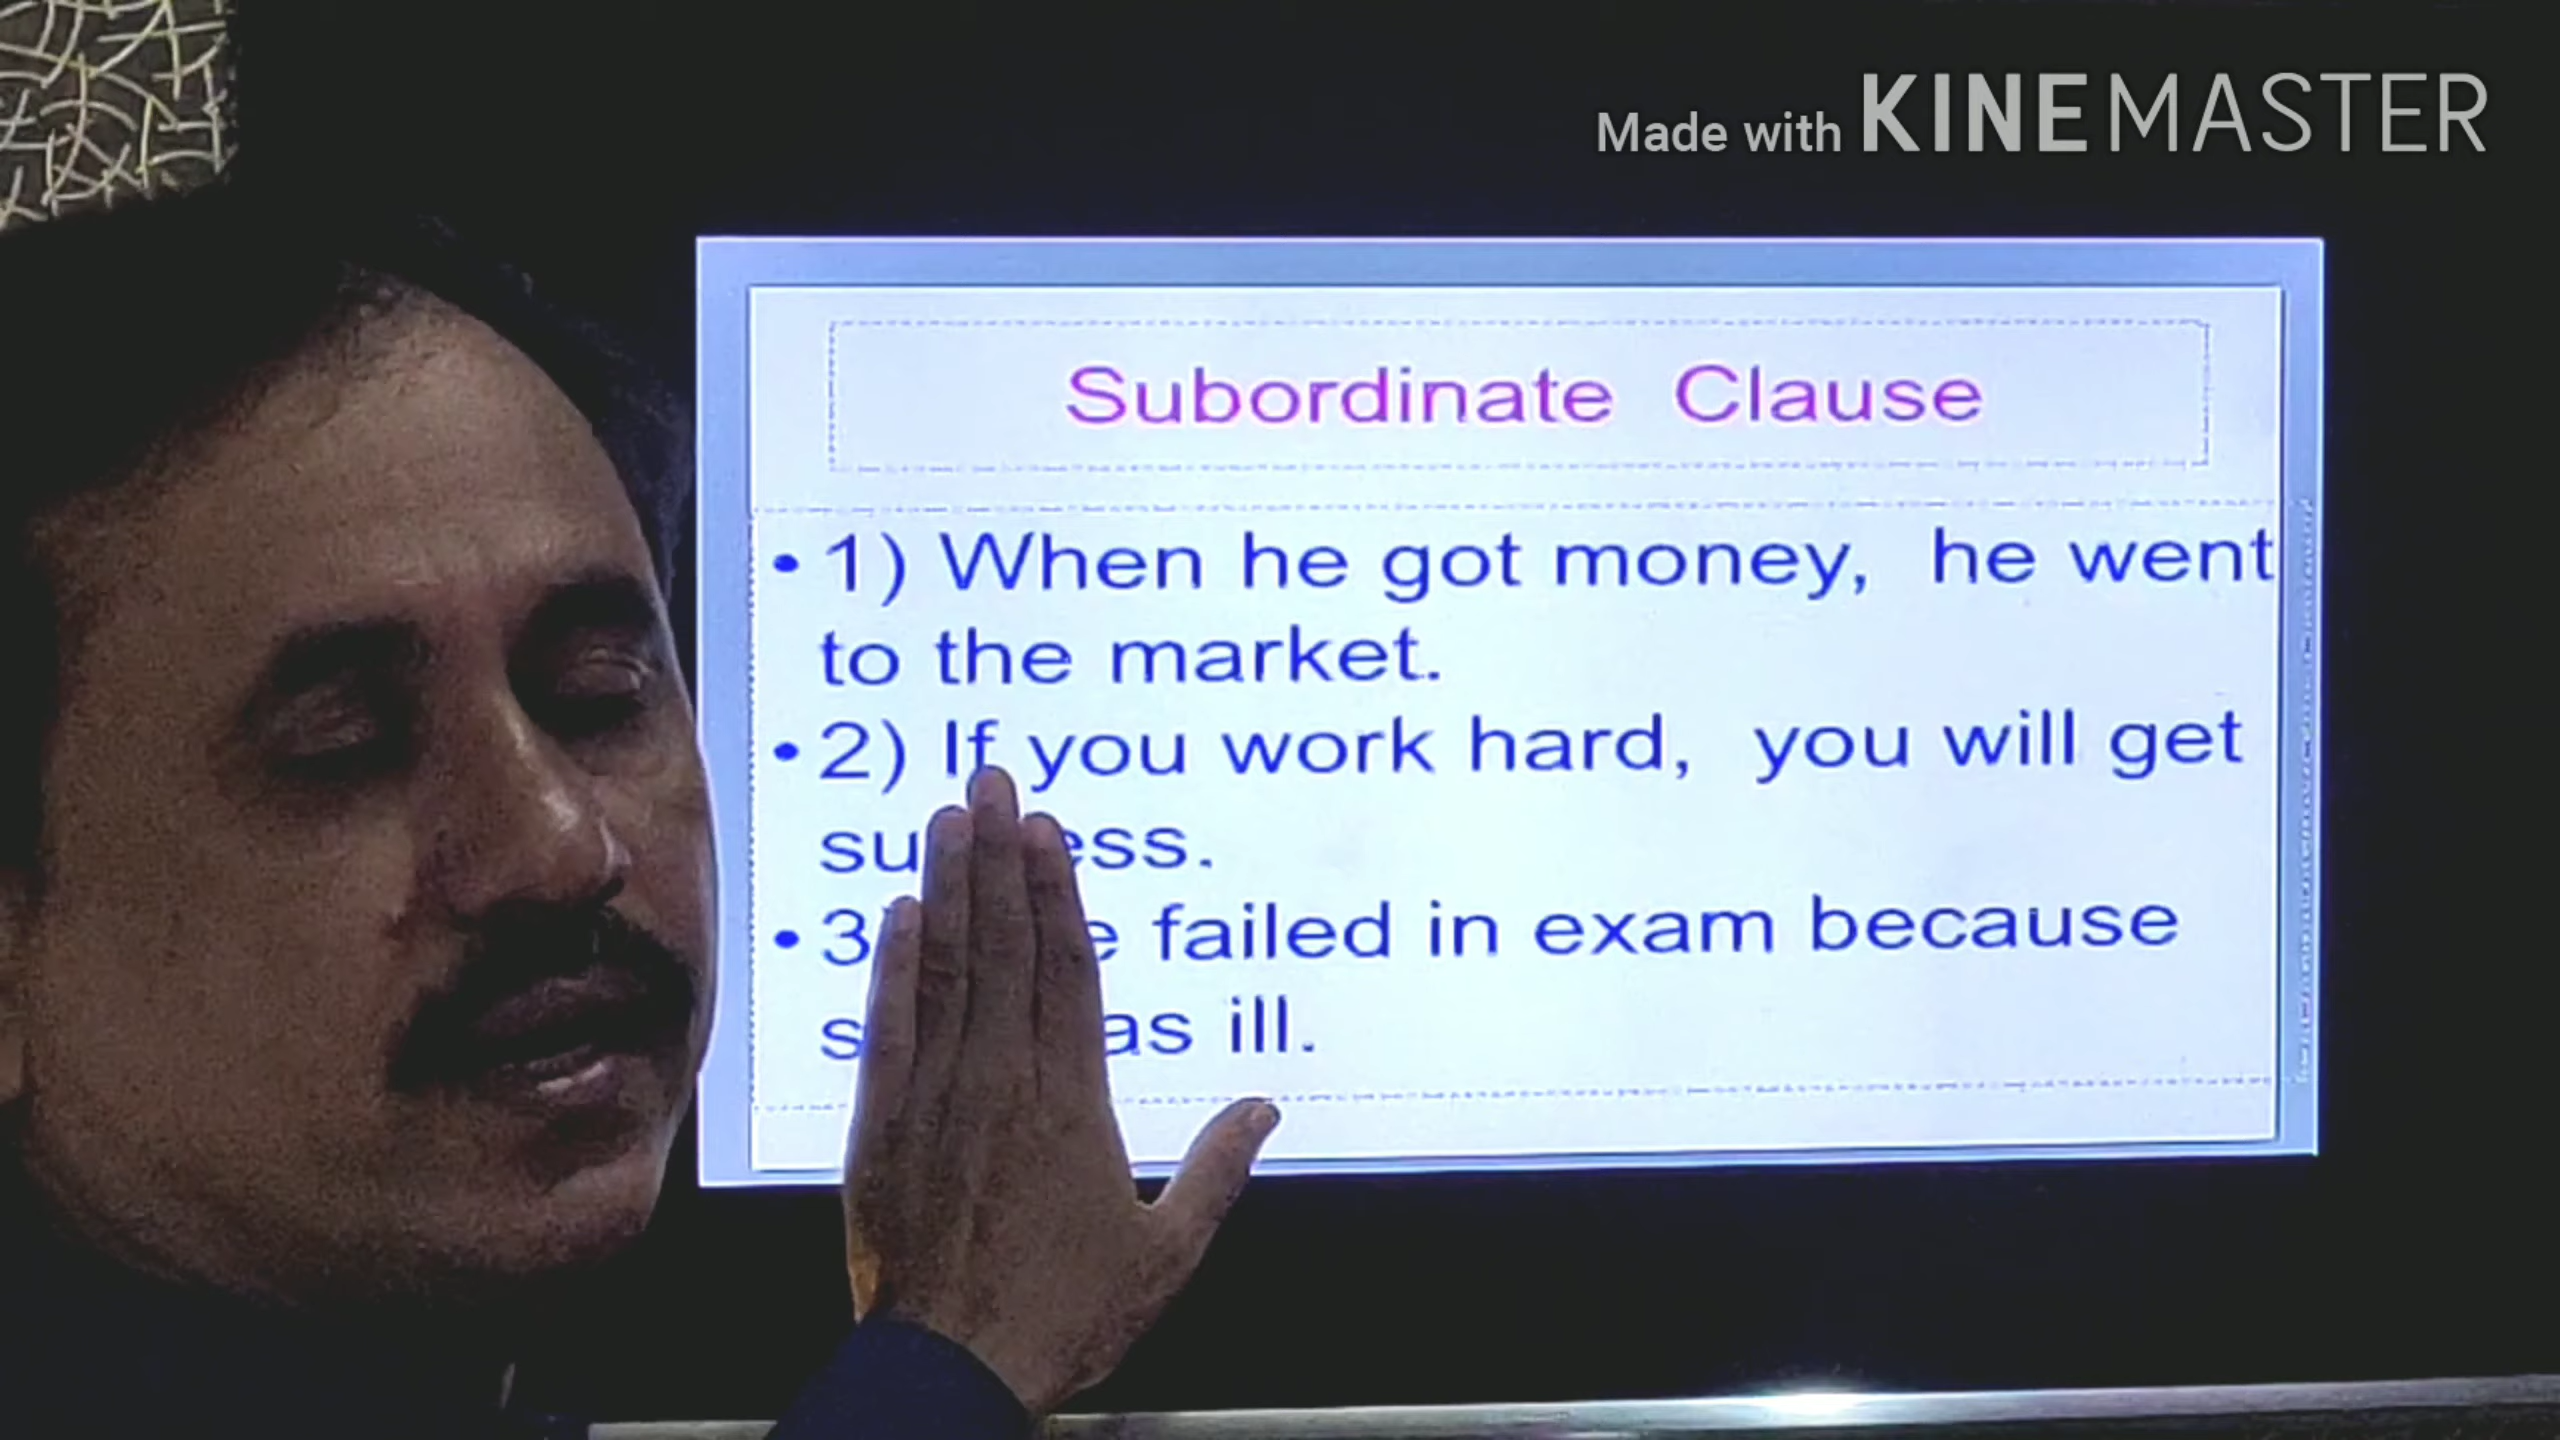 Made with KINEMASTER
Subordinate Clause
• 1) When he got money, he went
to the market.
• 2) If you work hard, you will get
• 3 failed in exam because
ill.